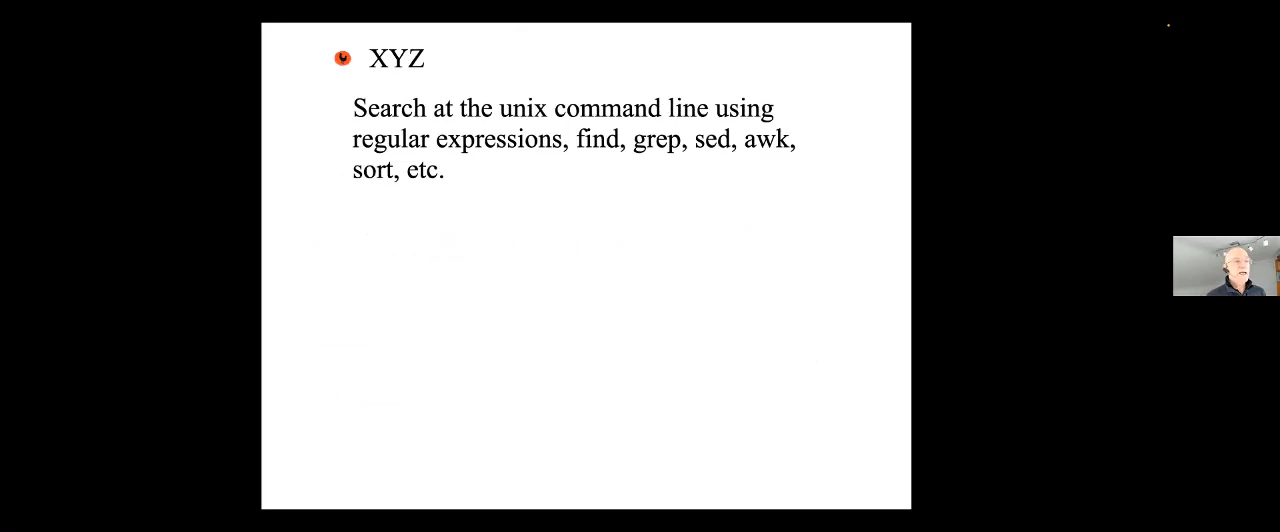 XYZ
Search at the unix command line using
regular expressions, find, grep, sed, awk,
sort, etc.